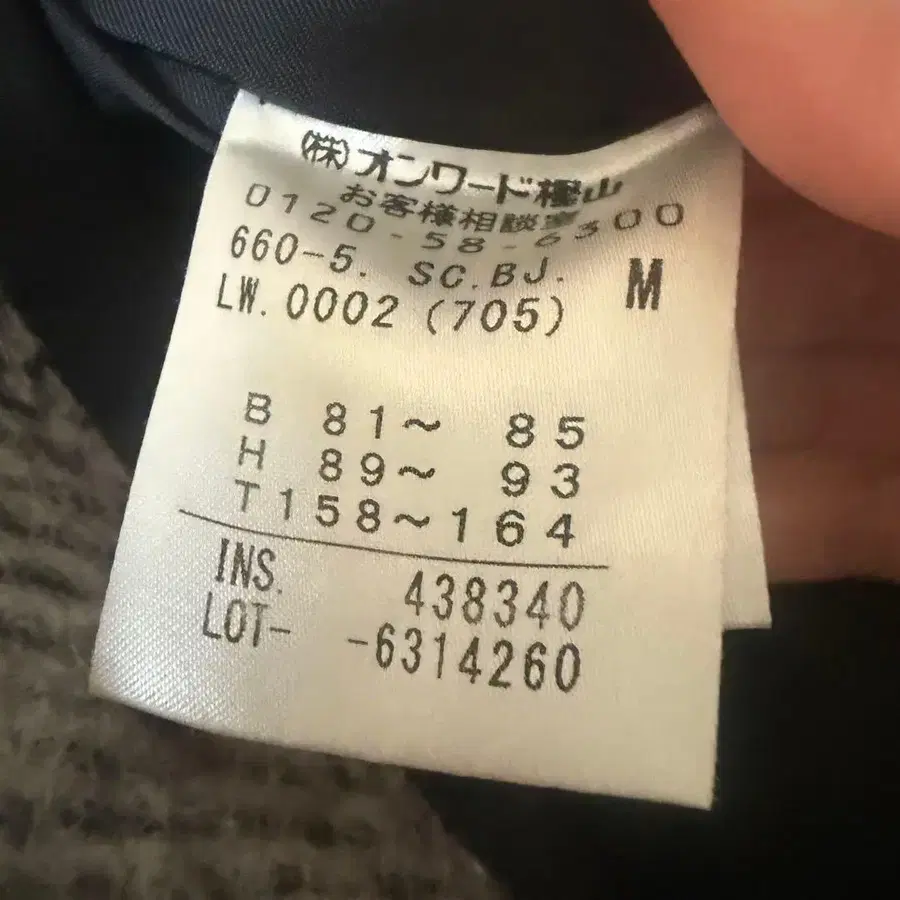 (株)オンワード樫山
お客様相談室
0120-58-6300
660-5. SC.BJ. M
LW.0002(705)
B 81~ 85
H 89~ 93
T158~164
INS. 438340
LOT- -6314260